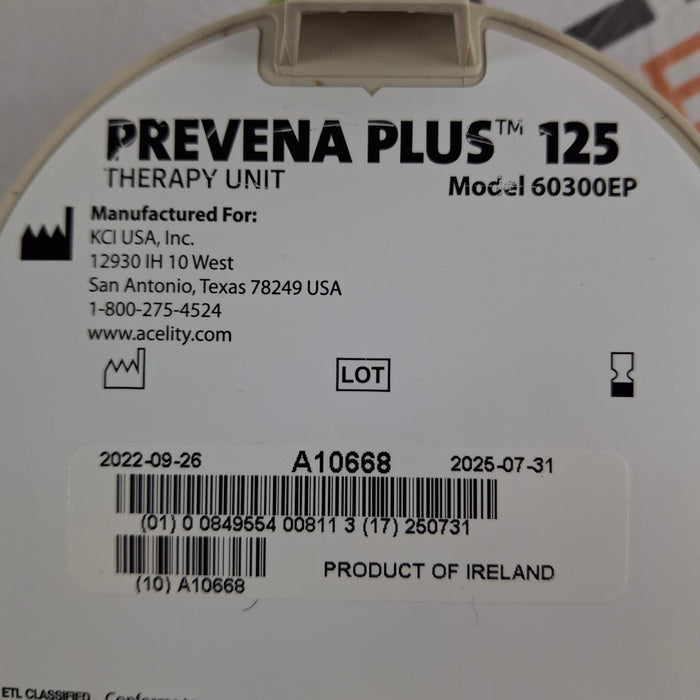 PREVENA PLUS™ 125
THERAPY UNIT
Model 60300EP
Manufactured For:
KCI USA, Inc.
12930 IH 10 West
San Antonio, Texas 78249 USA
1-800-275-4524
www.acelity.com
LOT
2022-09-26 A10668 2025-07-31
(01) 0 0849554 00811 3 (17) 250731
(10) A10668
PRODUCT OF IRELAND
ETL CLASSIFIED